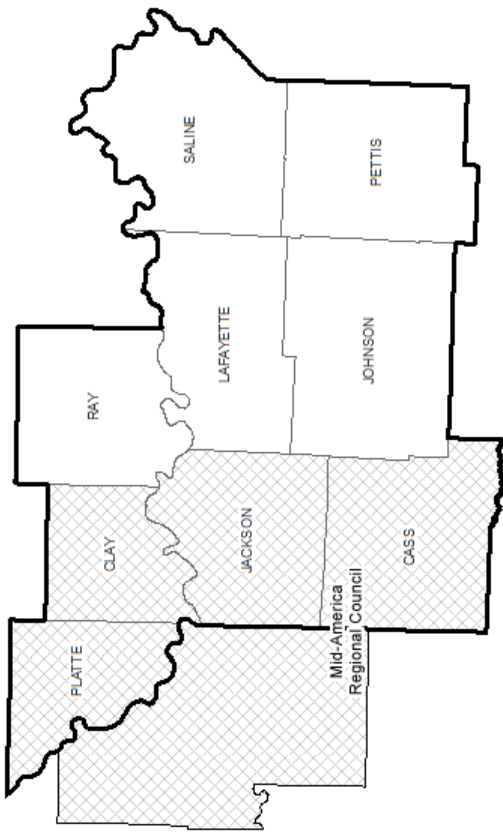 PLATTE
CLAY
RAY
SALINE
LAFAYETTE
JACKSON
JOHNSON
PETTIS
CASS
Mid-America
Regional Council